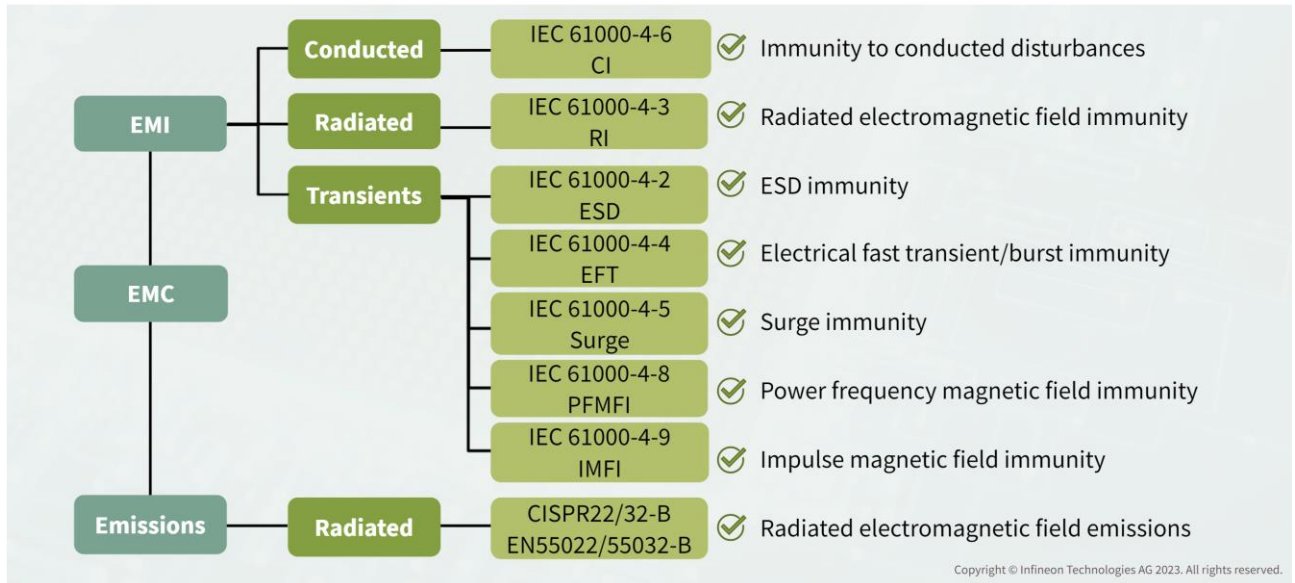 Conducted
IEC 61000-4-6
CI
Immunity to conducted disturbances
EMI
Radiated
IEC 61000-4-3
RI
Radiated electromagnetic field immunity
Transients
IEC 61000-4-2
ESD
ESD immunity
IEC 61000-4-4
EFT
Electrical fast transient/burst immunity
EMC
IEC 61000-4-5
Surge
Surge immunity
IEC 61000-4-8
PFMFI
Power frequency magnetic field immunity
IEC 61000-4-9
IMFI
Impulse magnetic field immunity
Emissions
Radiated
CISPR22/32-B
EN55022/55032-B
Radiated electromagnetic field emissions
Copyright © Infineon Technologies AG 2023. All rights reserved.